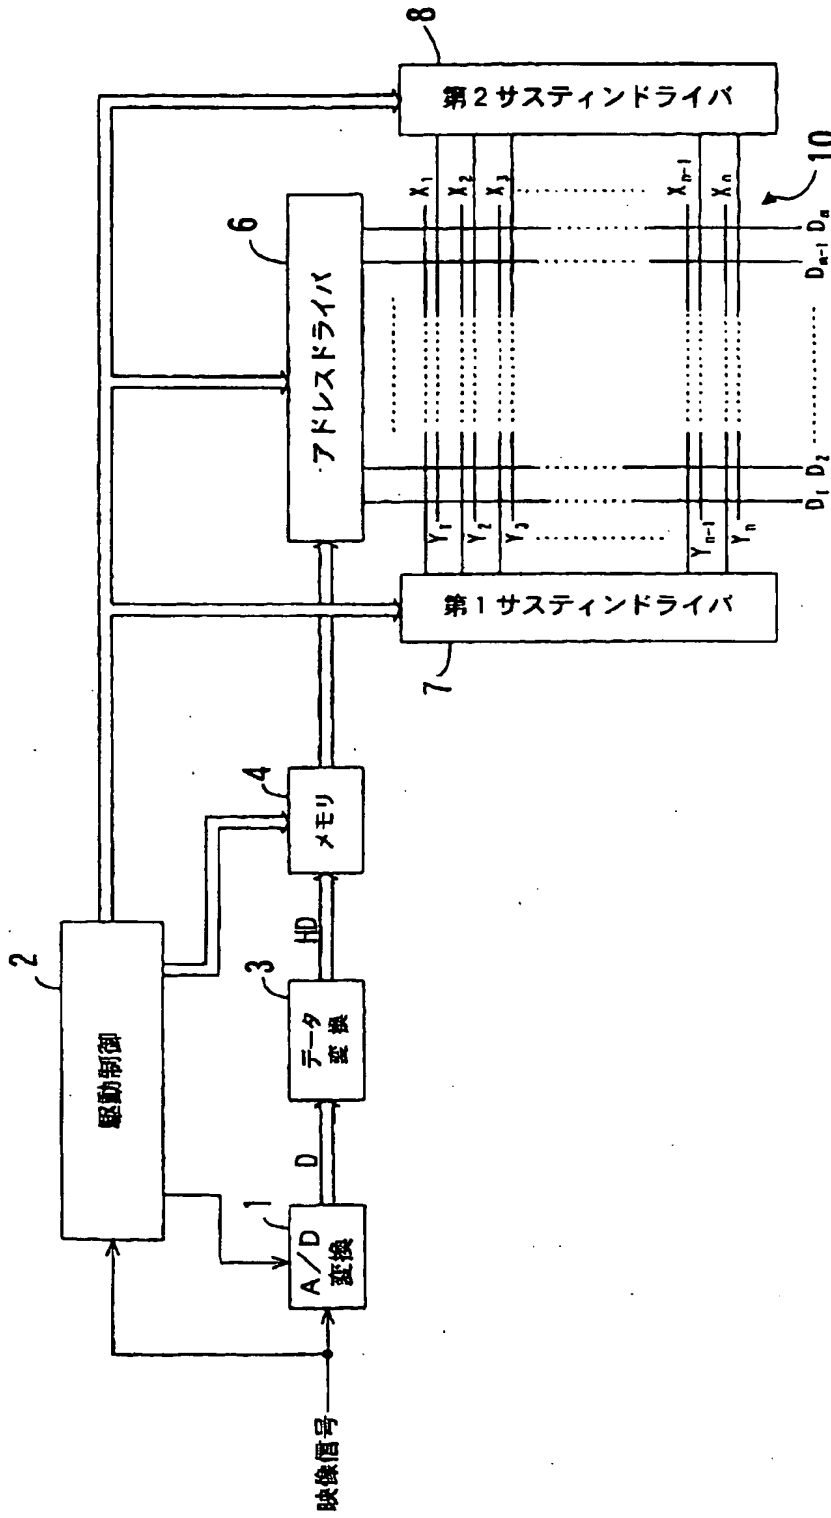 映像信号
1
A/D
変換
2
駆動制御
D
3
データ
変換
HD
4
メモリ
6
アドレスドライバ
7
第1サスティンドライバ
8
第2サスティンドライバ
X1
X2
X3
Xn-1
Xn
Y1
Y2
Y3
Yn-1
Yn
D1 D2
Dm-1 Dm
10